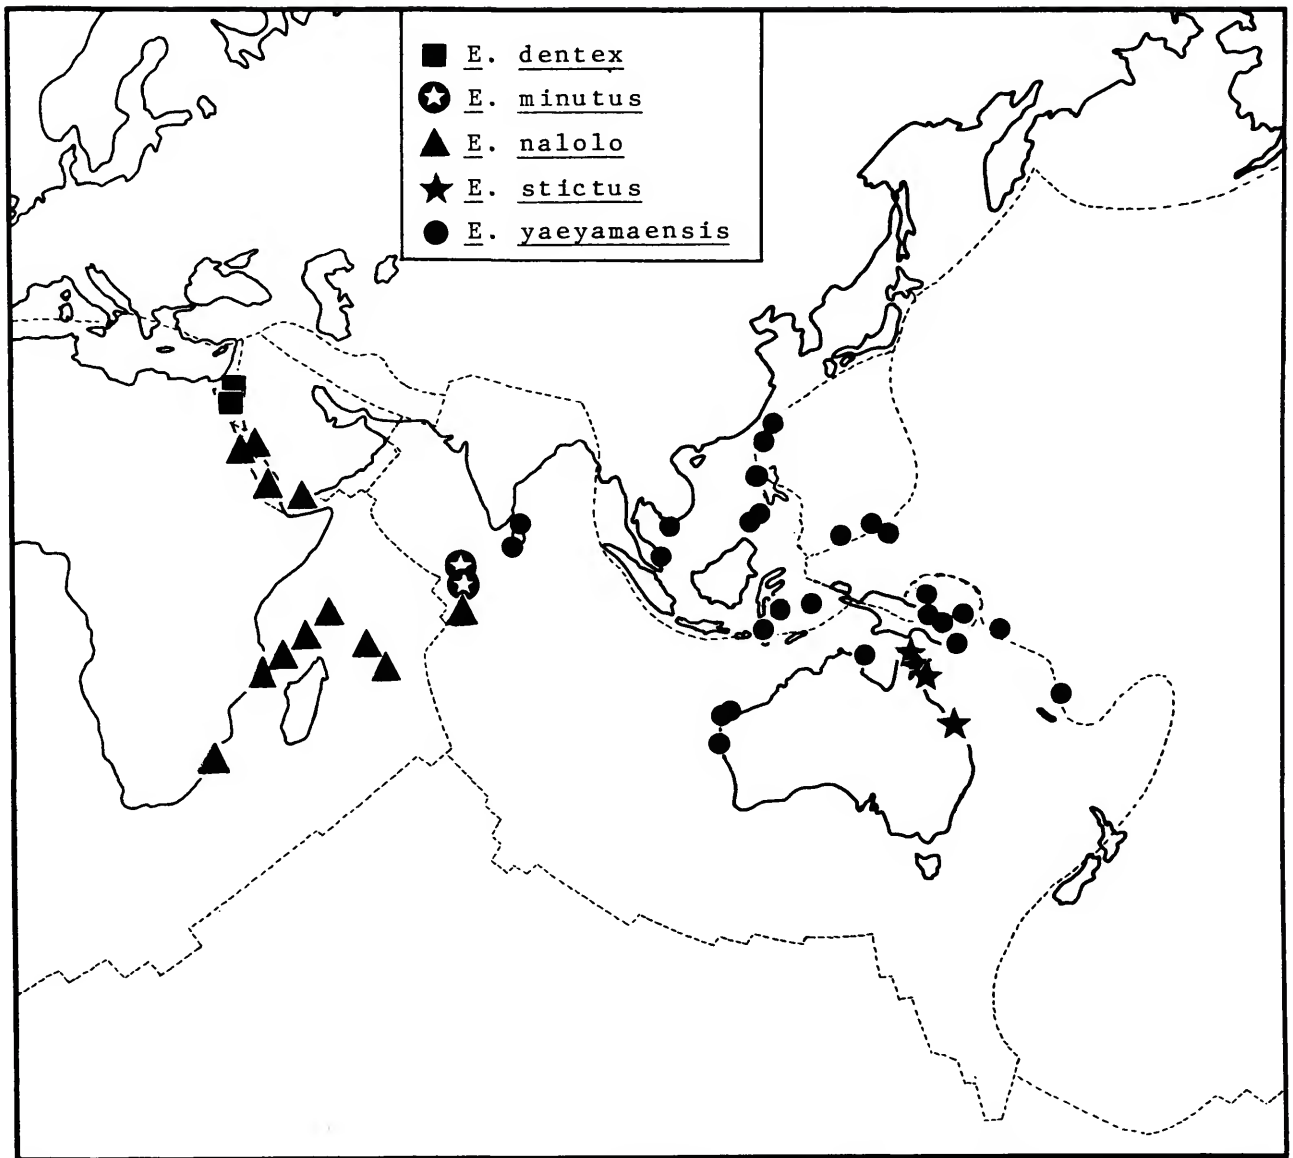 E. dentex
E. minutus
E. nalolo
E. stictus
E. yaeyamaensis